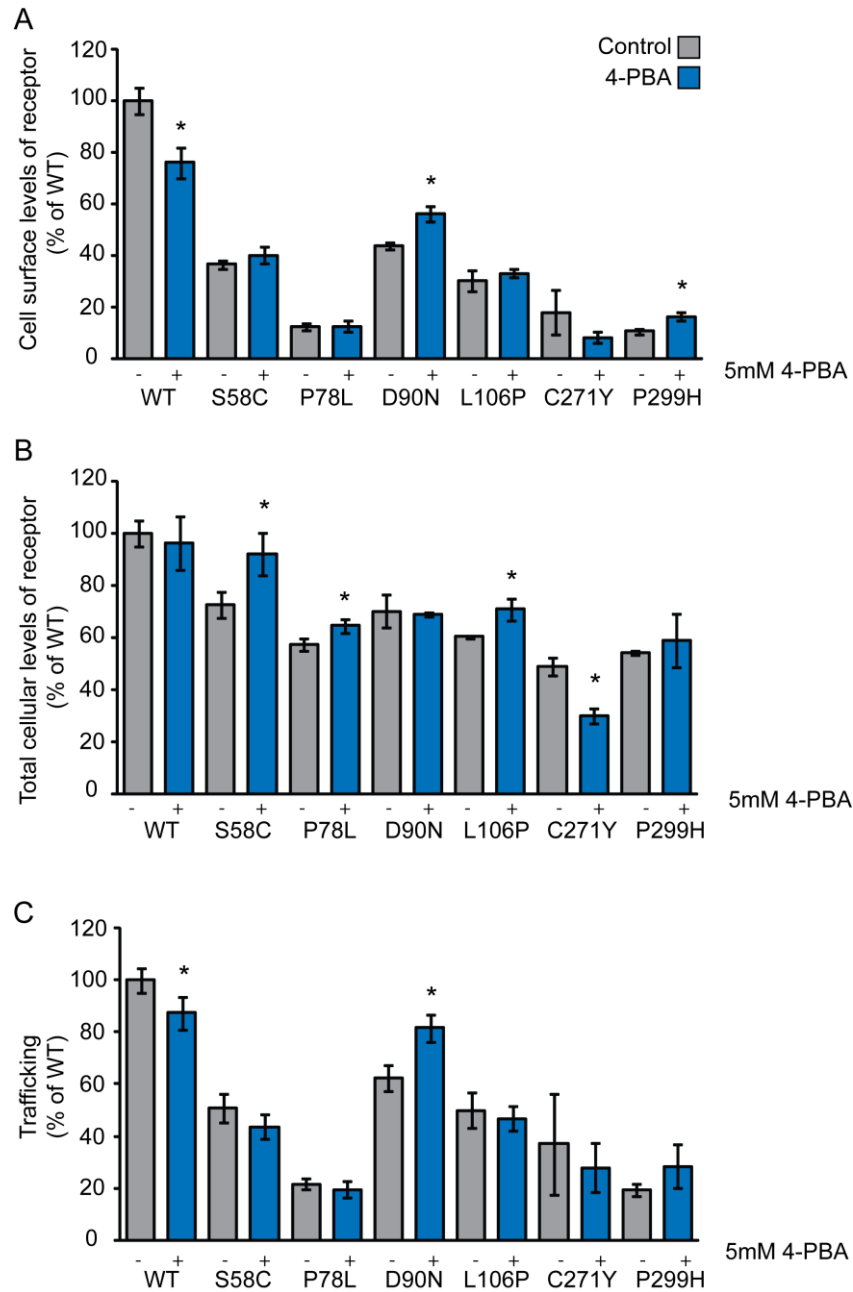 A
Control
4-PBA
Cell surface levels of receptor
(% of WT)
120
100
80
60
40
20
0
* * *
- + - + - + - + - + - + - +
5mM 4-PBA
WT S58C P78L D90N L106P C271Y P299H
B
Total cellular levels of receptor
(% of WT)
120
100
80
60
40
20
0
* * * *
- + - + - + - + - + - + - +
5mM 4-PBA
WT S58C P78L D90N L106P C271Y P299H
C
Trafficking
(% of WT)
120
100
80
60
40
20
0
* *
- + - + - + - + - + - + - +
5mM 4-PBA
WT S58C P78L D90N L106P C271Y P299H